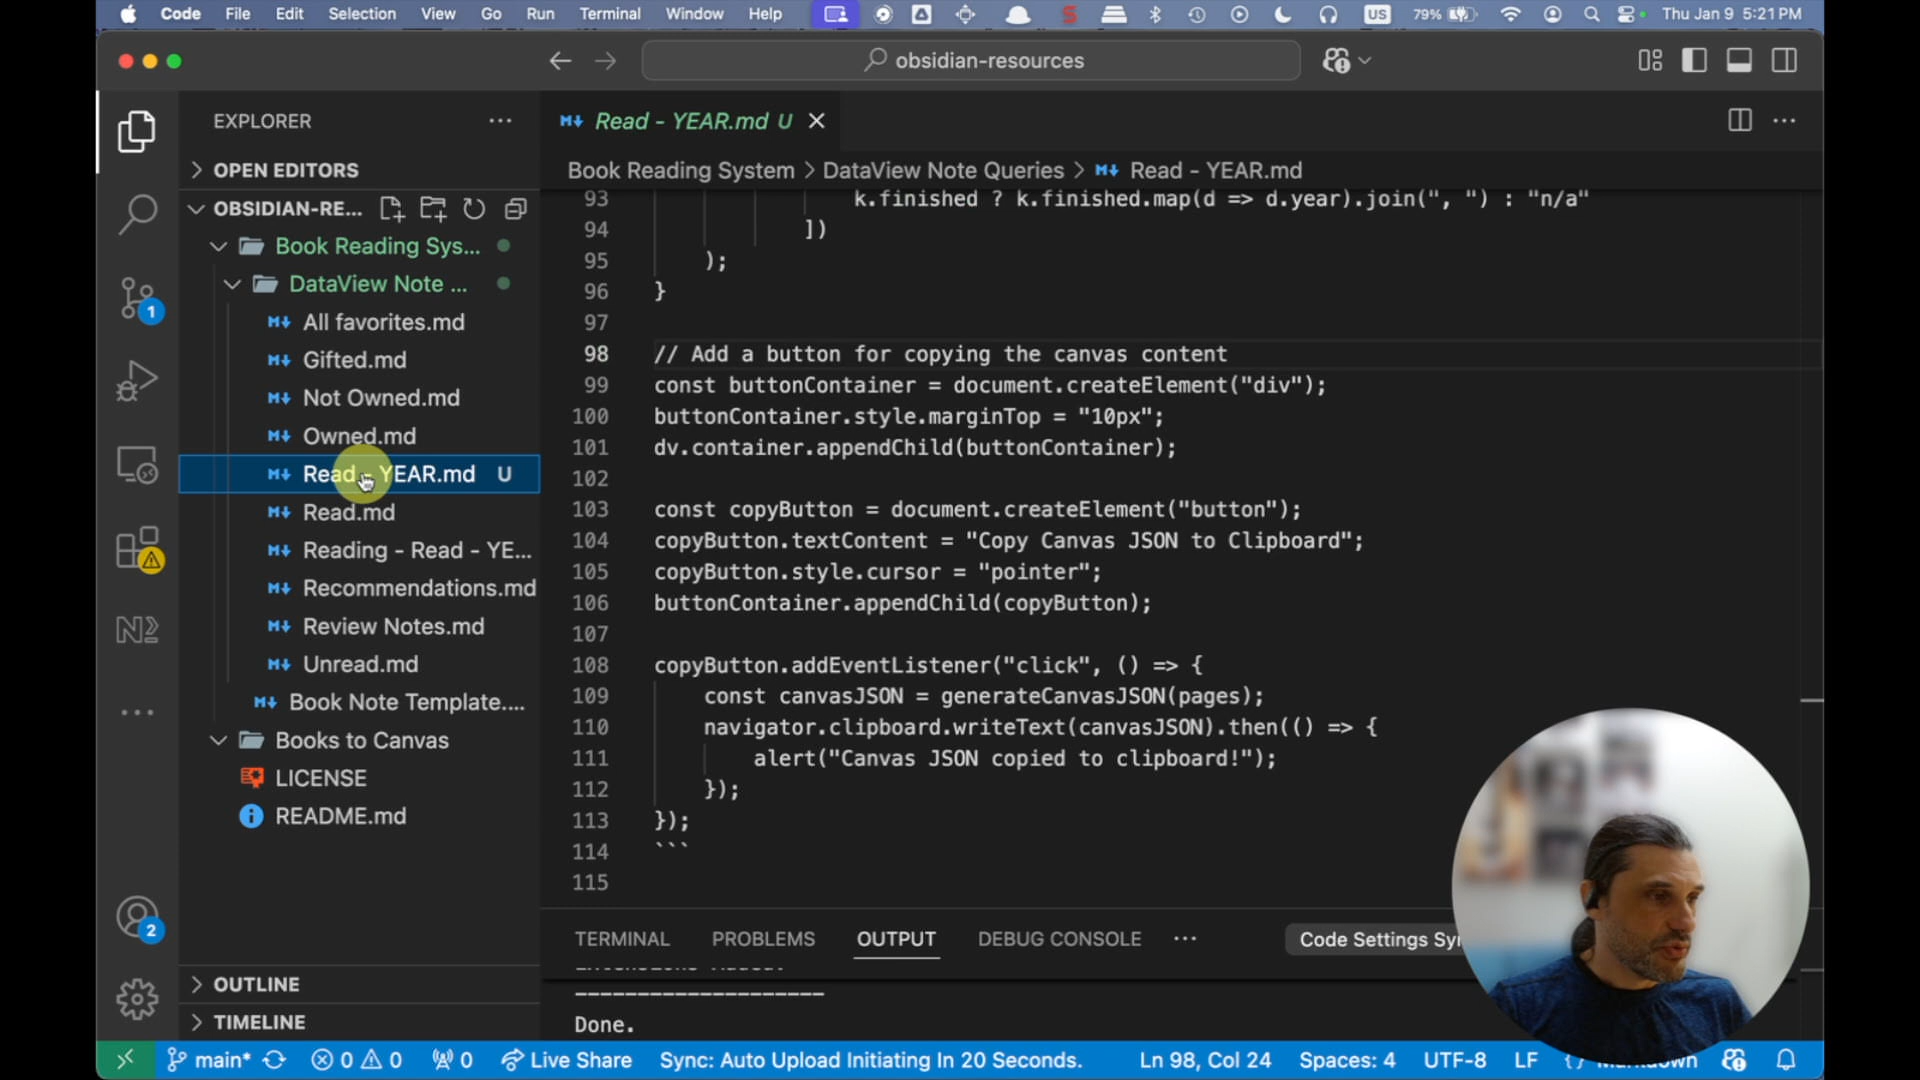 Code File Edit Selection View Go Run Terminal Window Help US 79% Thu Jan 9 5:21 PM
obsidian-resources
EXPLORER
OPEN EDITORS
OBSIDIAN-RE...
Book Reading Sys...
DataView Note ...
All favorites.md
Gifted.md
Not Owned.md
Owned.md
Read - YEAR.md U
Read.md
Reading - Read - YE...
Recommendations.md
Review Notes.md
Unread.md
Book Note Template....
Books to Canvas
LICENSE
README.md
OUTLINE
TIMELINE
1
2
Read - YEAR.md U
Book Reading System > DataView Note Queries > Read - YEAR.md
93 k.finished ? k.finished.map(d => d.year).join(", ") : "n/a"
94 ])
95 );
96 }
97
98 // Add a button for copying the canvas content
99 const buttonContainer = document.createElement("div");
100 buttonContainer.style.marginTop = "10px";
101 dv.container.appendChild(buttonContainer);
102
103 const copyButton = document.createElement("button");
104 copyButton.textContent = "Copy Canvas JSON to Clipboard";
105 copyButton.style.cursor = "pointer";
106 buttonContainer.appendChild(copyButton);
107
108 copyButton.addEventListener("click", () => {
109 const canvasJSON = generateCanvasJSON(pages);
110 navigator.clipboard.writeText(canvasJSON).then(() => {
111 alert("Canvas JSON copied to clipboard!");
112 });
113 });
114 ```
115
TERMINAL PROBLEMS OUTPUT DEBUG CONSOLE ... Code Settings
--------------------
Done.
main* 0 0 0 Live Share Sync: Auto Upload Initiating In 20 Seconds. Ln 98, Col 24 Spaces: 4 UTF-8 LF